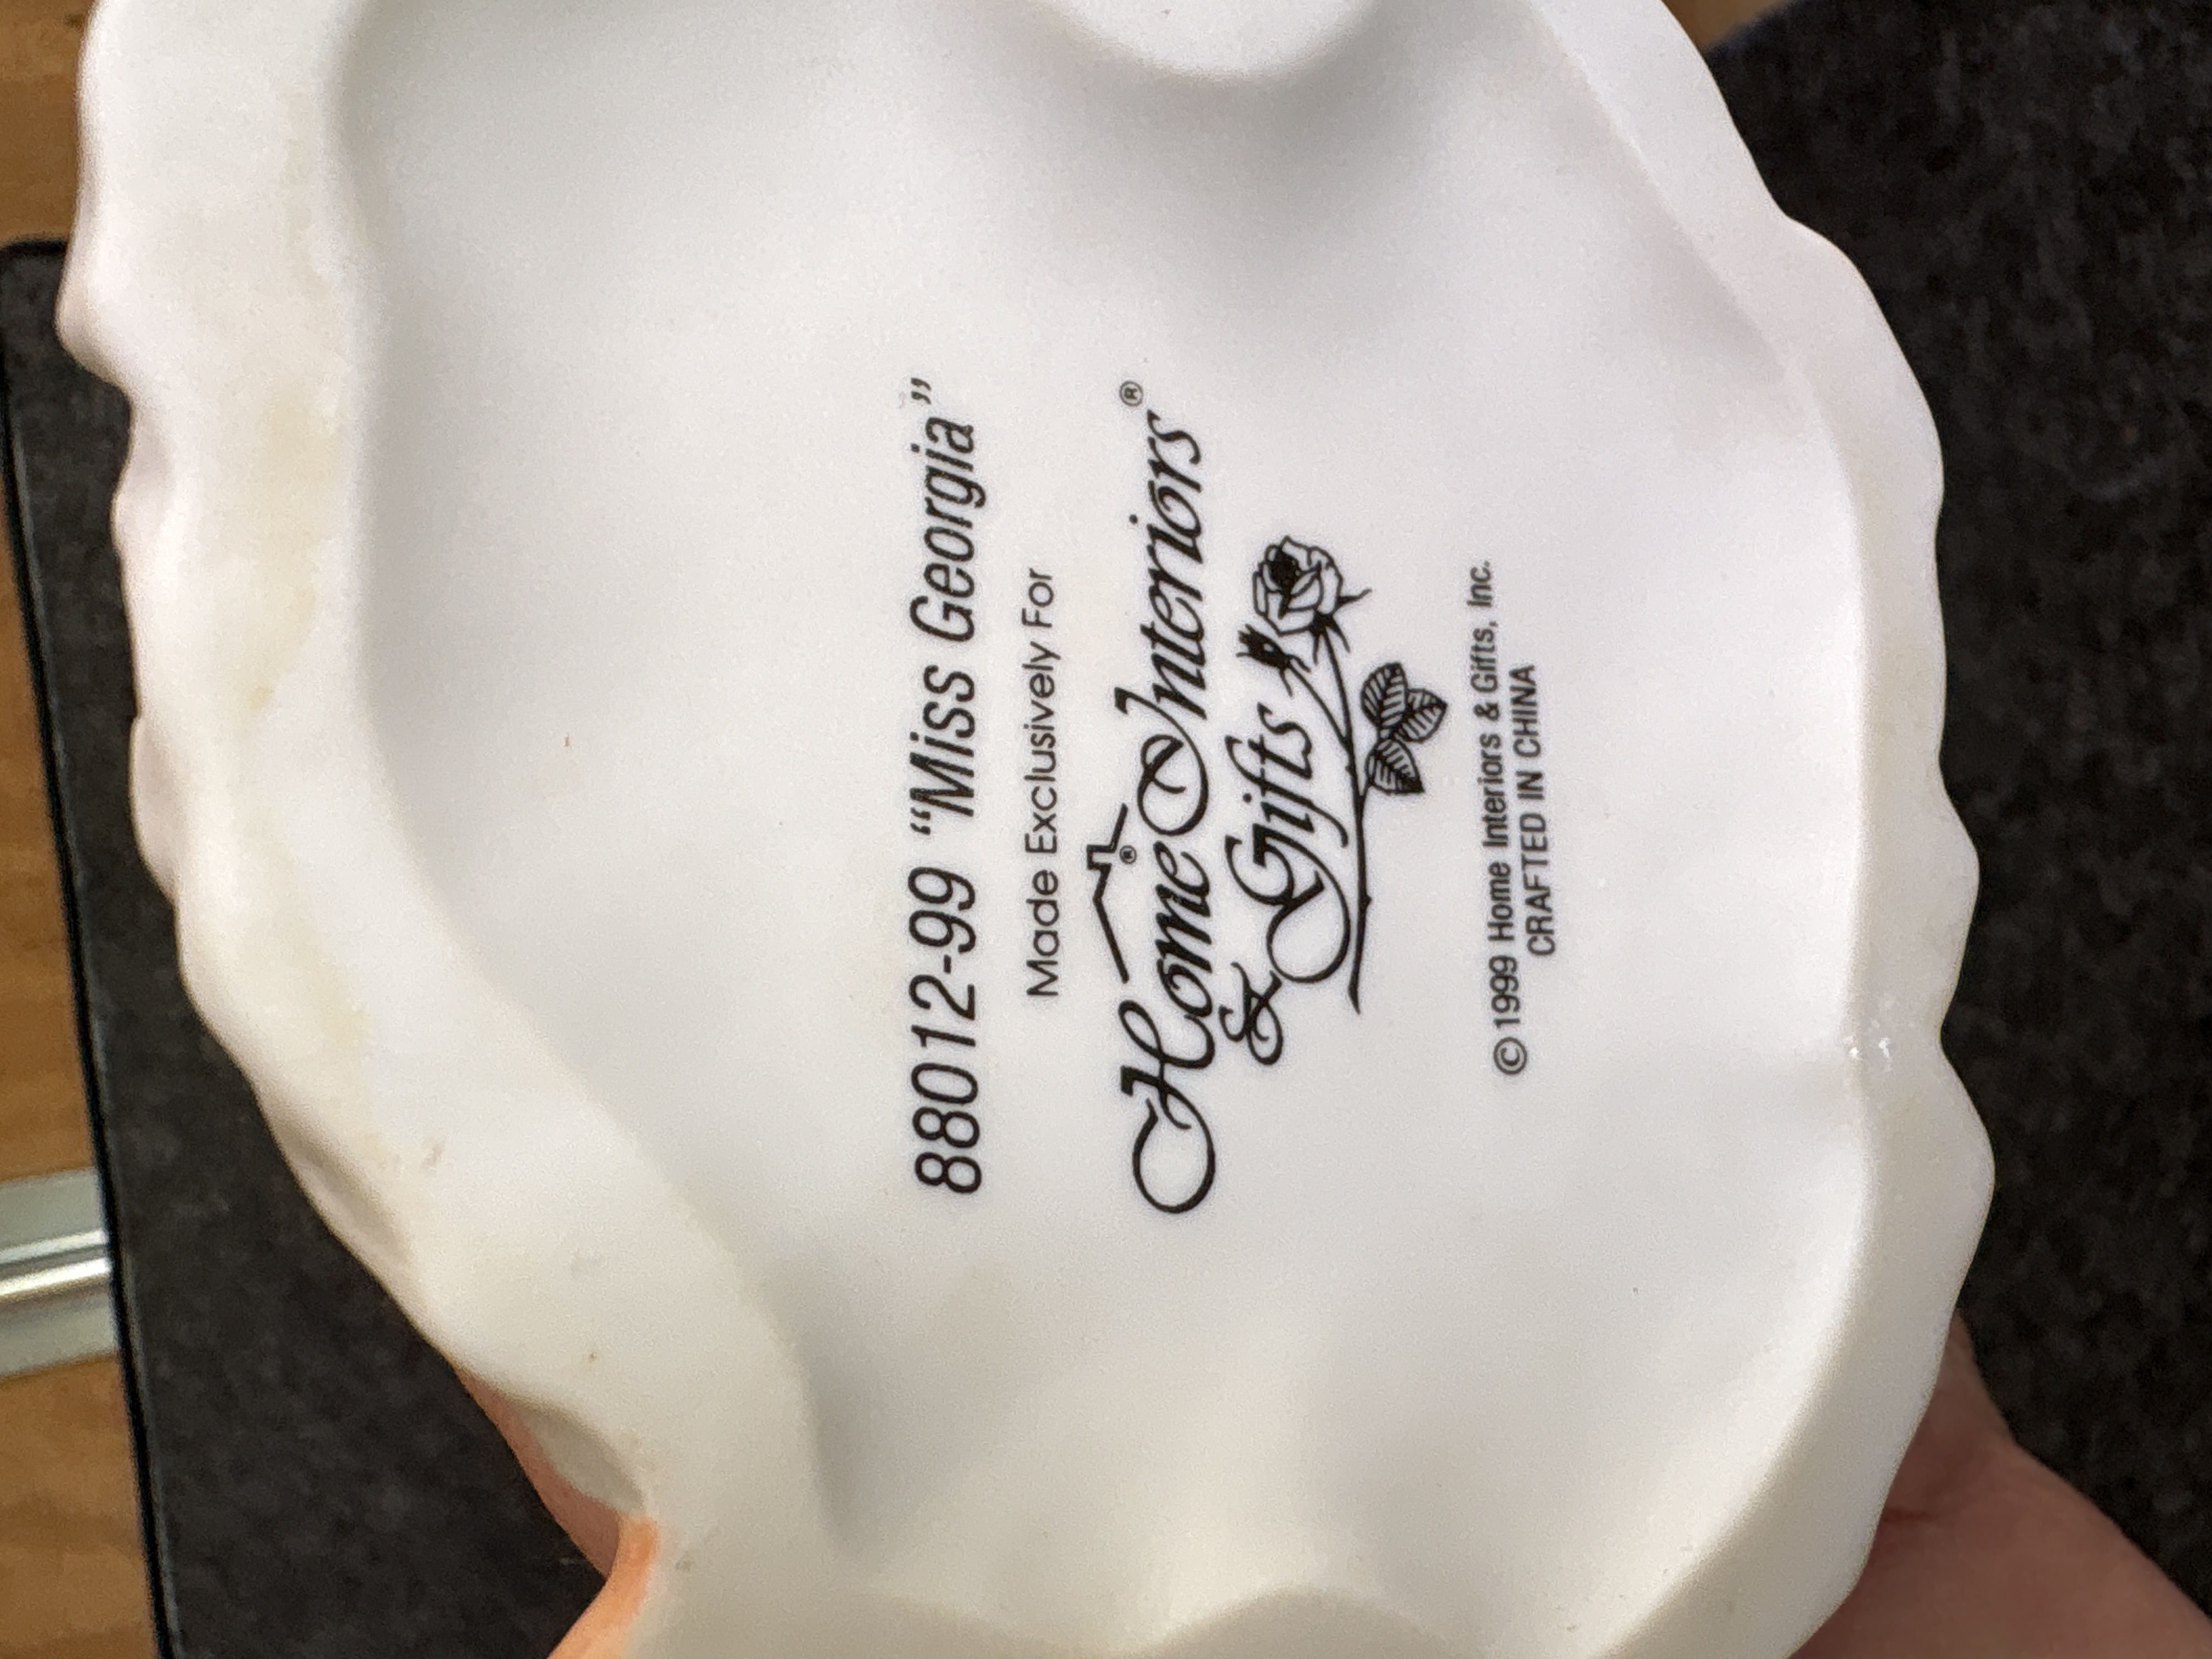 88012-99 “Miss Georgia”
Made Exclusively For
Home Interiors®
& Gifts
©1999 Home Interiors & Gifts, Inc.
CRAFTED IN CHINA